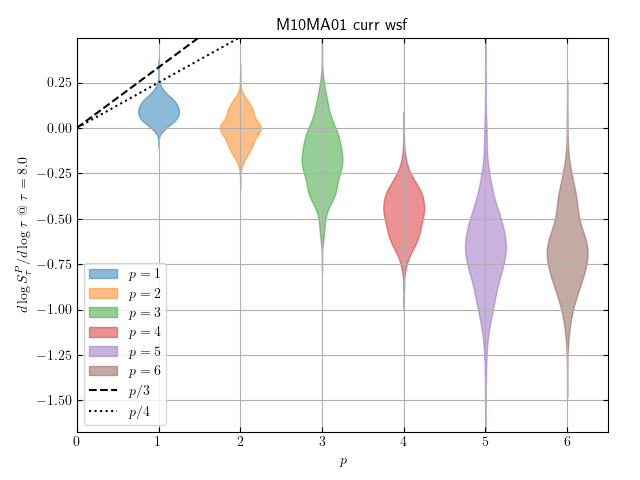 M10MA01 curr wsf
d log S_τ^p / d log τ @ τ = 8.0
0.25
0.00
−0.25
−0.50
−0.75
−1.00
−1.25
−1.50
p = 1
p = 2
p = 3
p = 4
p = 5
p = 6
p/3
p/4
0 1 2 3 4 5 6
p